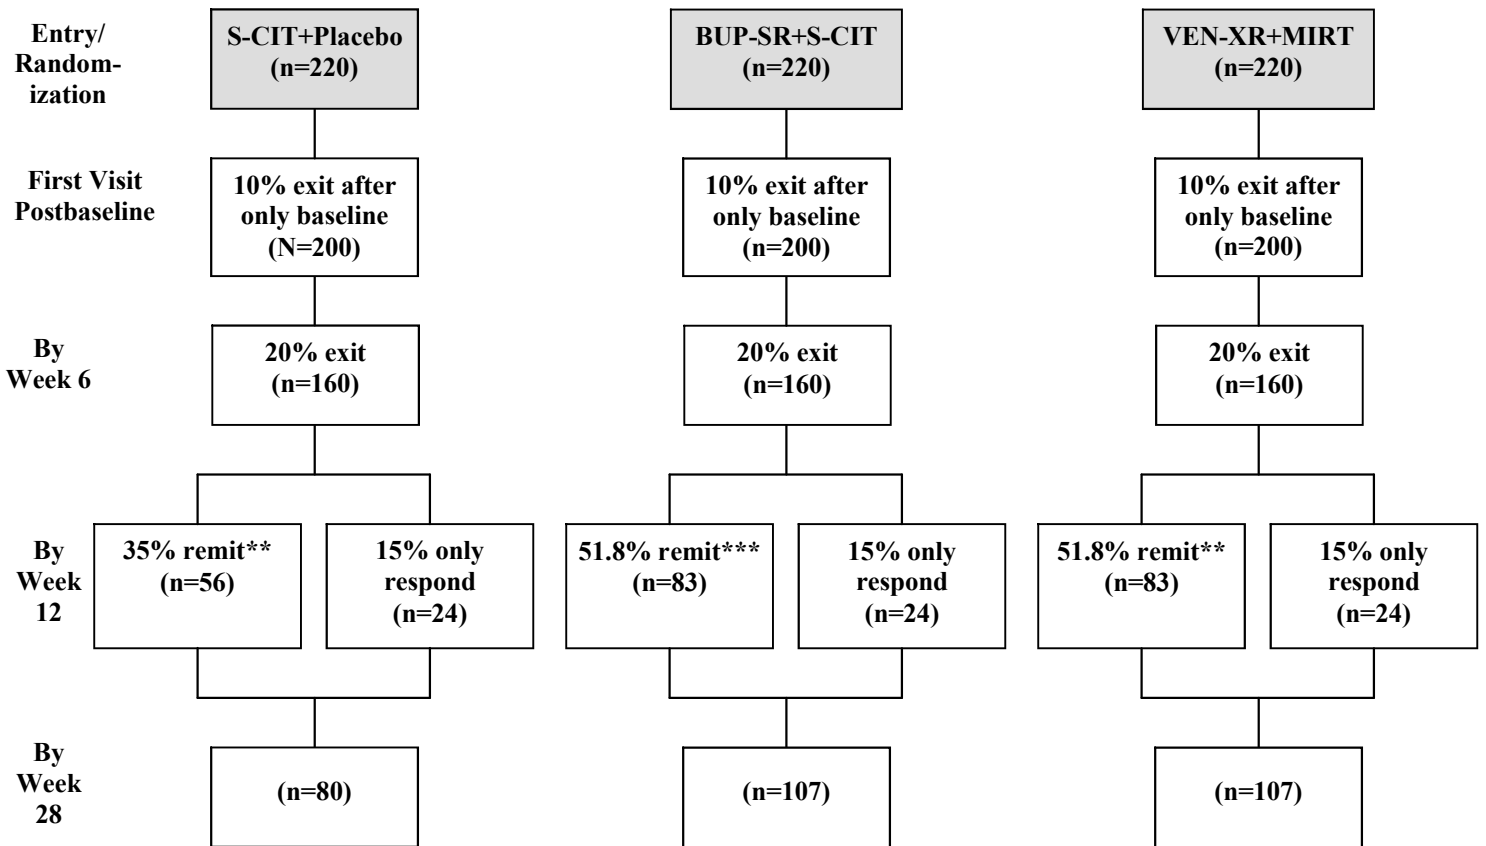 Entry/
Random-
ization
S-CIT+Placebo
(n=220)
BUP-SR+S-CIT
(n=220)
VEN-XR+MIRT
(n=220)
First Visit
Postbaseline
10% exit after
only baseline
(N=200)
10% exit after
only baseline
(n=200)
10% exit after
only baseline
(n=200)
By
Week 6
20% exit
(n=160)
20% exit
(n=160)
20% exit
(n=160)
By
Week
12
35% remit**
(n=56)
15% only
respond
(n=24)
51.8% remit***
(n=83)
15% only
respond
(n=24)
51.8% remit**
(n=83)
15% only
respond
(n=24)
By
Week
28
(n=80)
(n=107)
(n=107)